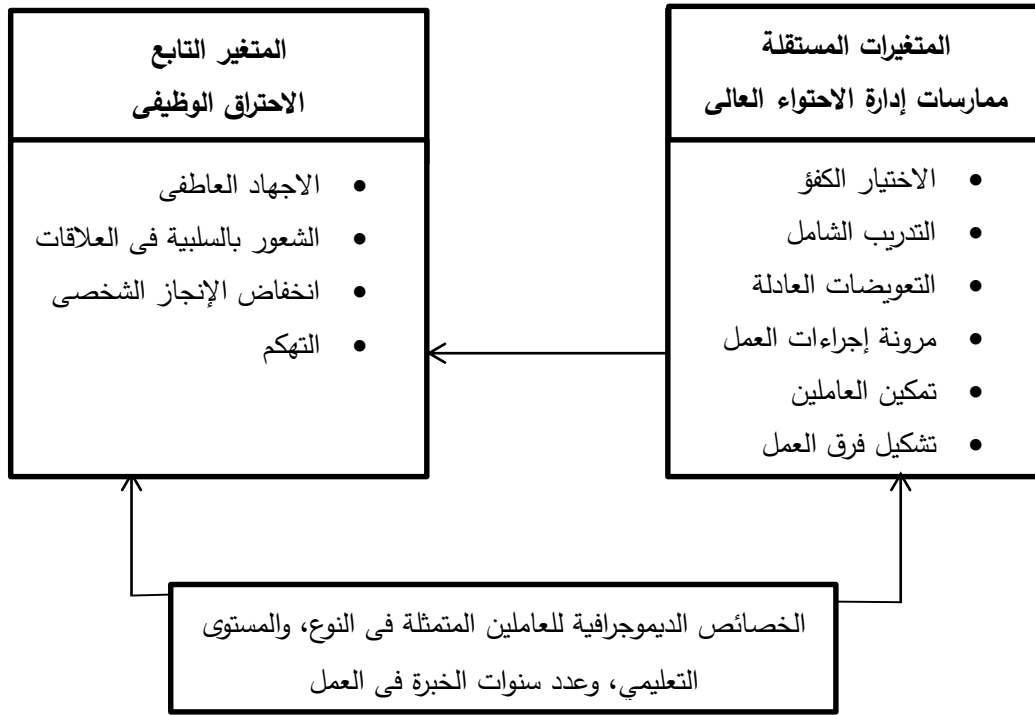 المتغيرات المستقلة
ممارسات إدارة الاحتواء العالى
الاختيار الكفؤ
التدريب الشامل
التعويضات العادلة
مرونة إجراءات العمل
تمكين العاملين
تشكيل فرق العمل
المتغير التابع
الاحتراق الوظيفى
الاجهاد العاطفى
الشعور بالسلبية فى العلاقات
انخفاض الإنجاز الشخصى
التهكم
الخصائص الديموجرافية للعاملين المتمثلة فى النوع، والمستوى
التعليمي، وعدد سنوات الخبرة فى العمل